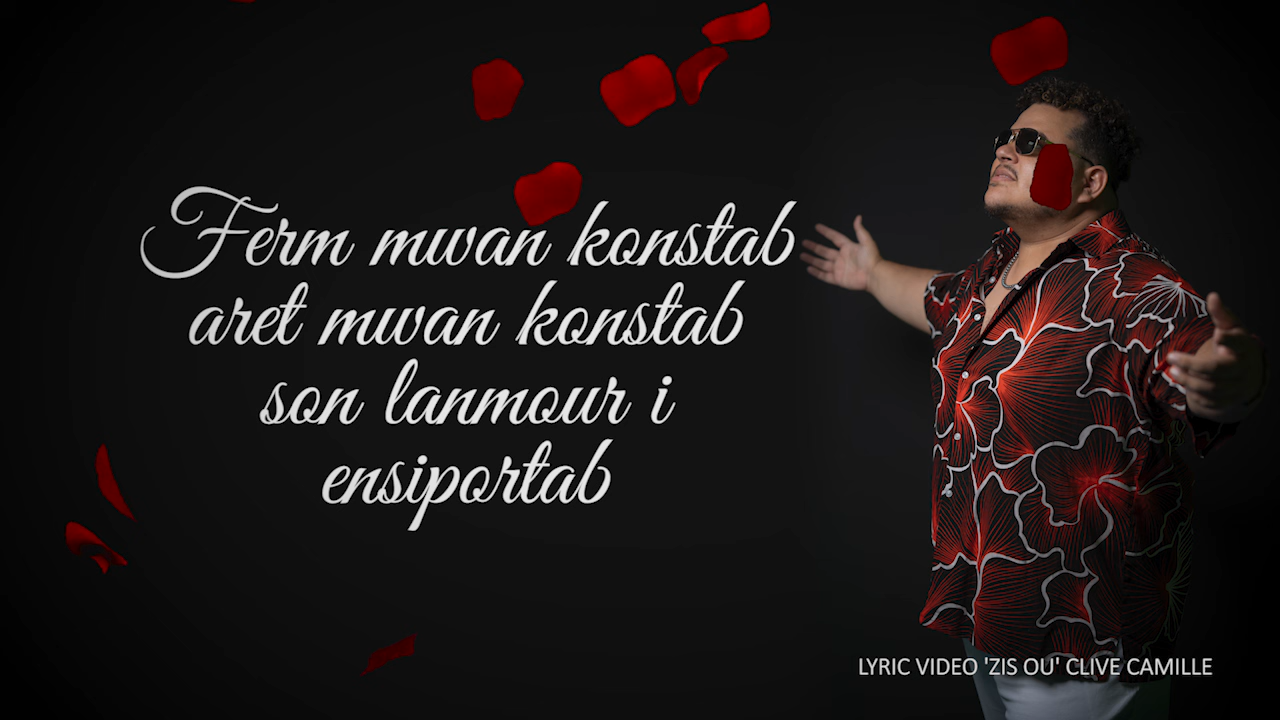 Ferm mwan konstab
aret mwan konstab
son lanmour i
ensiportab
LYRIC VIDEO 'ZIS OU' CLIVE CAMILLE